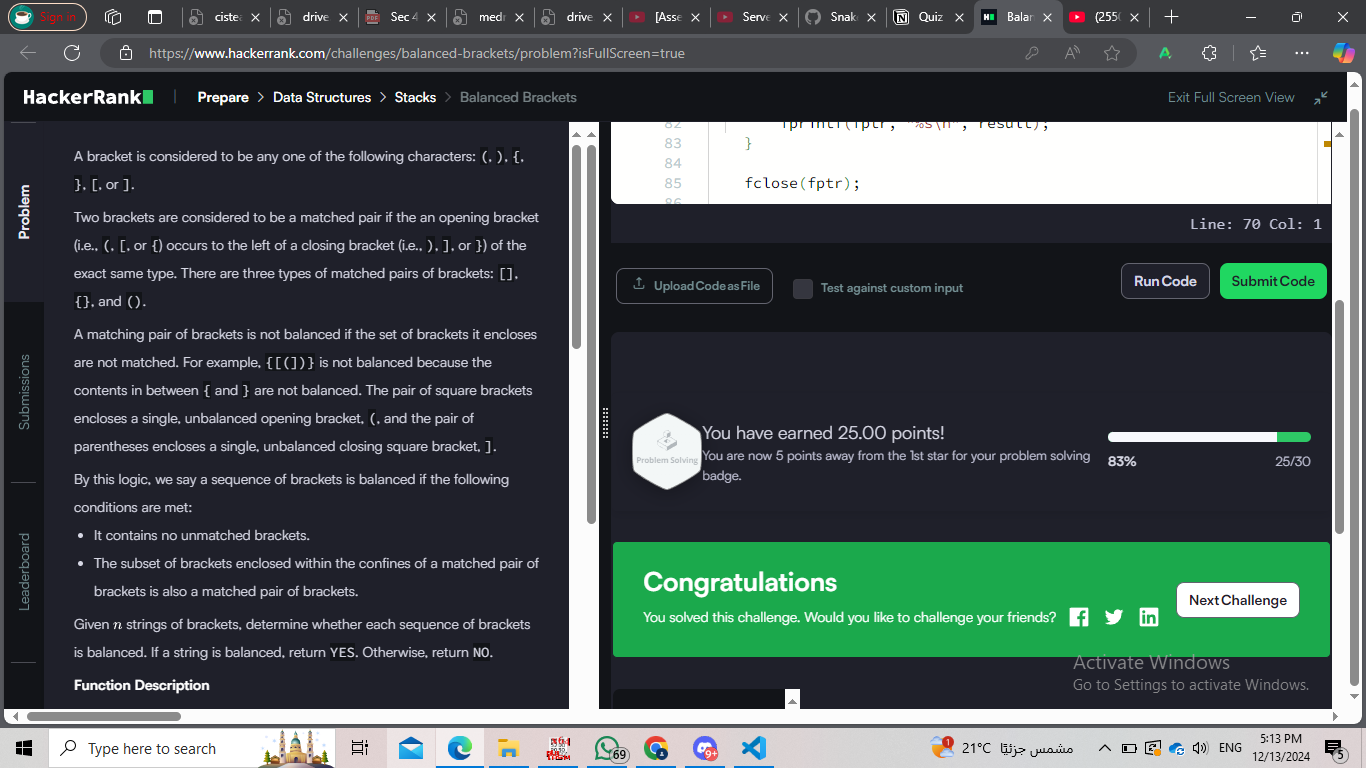 Sign in
cistea
drive
Sec 4
medr
drive
[Asse
Serve
Snak
Quiz
Balar
(2550
https://www.hackerrank.com/challenges/balanced-brackets/problem?isFullScreen=true
HackerRank
Prepare > Data Structures > Stacks > Balanced Brackets
Exit Full Screen View
Problem
Submissions
Leaderboard
A bracket is considered to be any one of the following characters: (, ), {,
}, [, or ].
Two brackets are considered to be a matched pair if the an opening bracket
(i.e., (, [, or {) occurs to the left of a closing bracket (i.e., ), ], or }) of the
exact same type. There are three types of matched pairs of brackets: [],
{}, and ().
A matching pair of brackets is not balanced if the set of brackets it encloses
are not matched. For example, {[(])} is not balanced because the
contents in between { and } are not balanced. The pair of square brackets
encloses a single, unbalanced opening bracket, (, and the pair of
parentheses encloses a single, unbalanced closing square bracket, ].
By this logic, we say a sequence of brackets is balanced if the following
conditions are met:
• It contains no unmatched brackets.
• The subset of brackets enclosed within the confines of a matched pair of
brackets is also a matched pair of brackets.
Given n strings of brackets, determine whether each sequence of brackets
is balanced. If a string is balanced, return YES. Otherwise, return NO.
Function Description
82 fprintf(fptr, "%s\n", result);
83 }
84
85 fclose(fptr);
86
Line: 70 Col: 1
Upload Code as File
Test against custom input
Run Code
Submit Code
Problem Solving
You have earned 25.00 points!
You are now 5 points away from the 1st star for your problem solving
badge.
83%
25/30
Congratulations
You solved this challenge. Would you like to challenge your friends?
Next Challenge
Activate Windows
Go to Settings to activate Windows.
Type here to search
69
9+
1
21°C مشمس جزئيًا
ENG
5:13 PM
12/13/2024
5